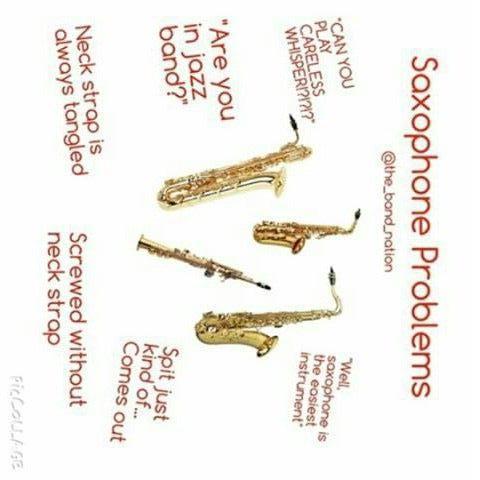 Saxophone Problems
@the_band_nation
"CAN YOU
PLAY
CARELESS
WHISPER!?!??"
"Well,
saxophone is
the easiest
instrument"
"Are you
in jazz
band?"
Spit just
kind of...
Comes out
Neck strap is
always tangled
Screwed without
neck strap
PicCollage